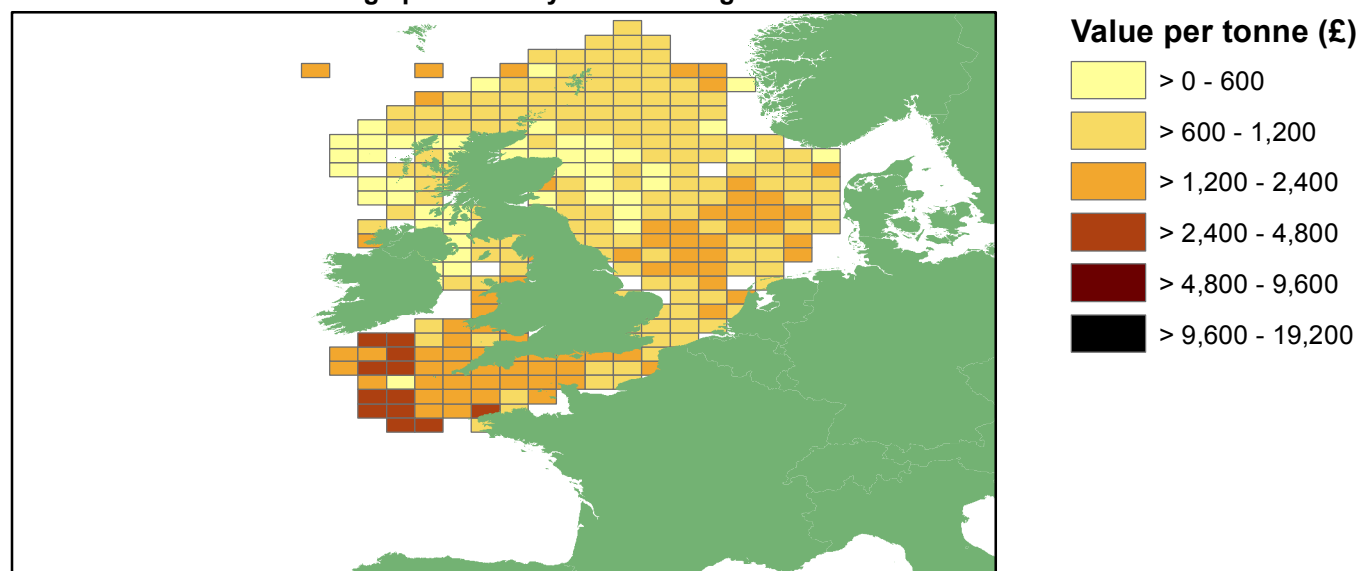 Value per tonne (£)
> 0 - 600
> 600 - 1,200
> 1,200 - 2,400
> 2,400 - 4,800
> 4,800 - 9,600
> 9,600 - 19,200